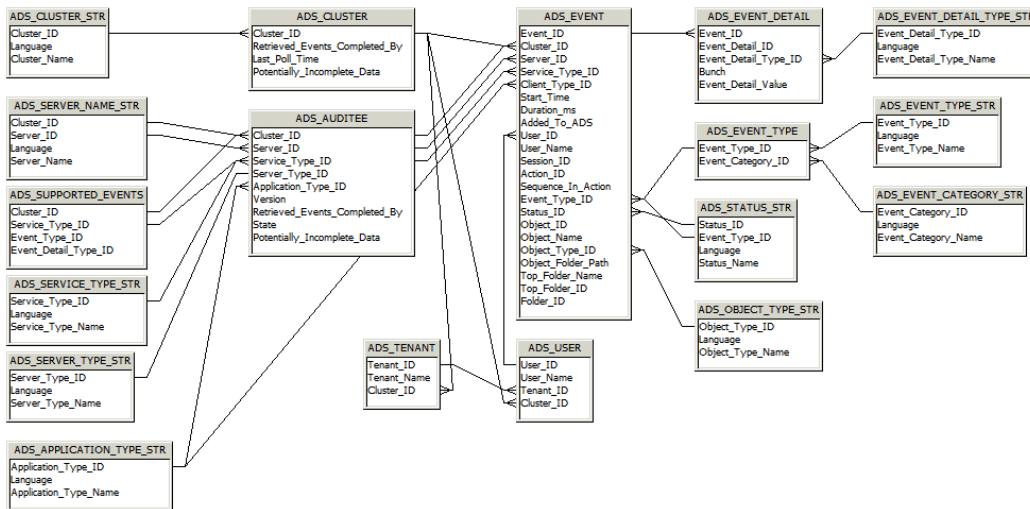 ADS_CLUSTER_STR
Cluster_ID
Language
Cluster_Name
ADS_CLUSTER
Cluster_ID
Retrieved_Events_Completed_By
Last_Poll_Time
Potentially_Incomplete_Data
ADS_EVENT
Event_ID
Cluster_ID
Server_ID
Service_Type_ID
Client_Type_ID
Start_Time
Duration_ms
Added_To_ADS
User_ID
User_Name
Session_ID
Action_ID
Sequence_In_Action
Event_Type_ID
Status_ID
Object_ID
Object_Name
Object_Type_ID
Object_Folder_Path
Top_Folder_Name
Top_Folder_ID
Folder_ID
ADS_EVENT_DETAIL
Event_ID
Event_Detail_ID
Event_Detail_Type_ID
Bunch
Event_Detail_Value
ADS_EVENT_DETAIL_TYPE_STR
Event_Detail_Type_ID
Language
Event_Detail_Type_Name
ADS_SERVER_NAME_STR
Cluster_ID
Server_ID
Language
Server_Name
ADS_AUDITEE
Cluster_ID
Server_ID
Service_Type_ID
Server_Type_ID
Application_Type_ID
Version
Retrieved_Events_Completed_By
State
Potentially_Incomplete_Data
ADS_EVENT_TYPE
Event_Type_ID
Event_Category_ID
ADS_EVENT_TYPE_STR
Event_Type_ID
Language
Event_Type_Name
ADS_SUPPORTED_EVENTS
Cluster_ID
Service_Type_ID
Event_Type_ID
Event_Detail_Type_ID
ADS_STATUS_STR
Status_ID
Event_Type_ID
Language
Status_Name
ADS_EVENT_CATEGORY_STR
Event_Category_ID
Language
Event_Category_Name
ADS_SERVICE_TYPE_STR
Service_Type_ID
Language
Service_Type_Name
ADS_OBJECT_TYPE_STR
Object_Type_ID
Language
Object_Type_Name
ADS_SERVER_TYPE_STR
Server_Type_ID
Language
Server_Type_Name
ADS_TENANT
Tenant_ID
Tenant_Name
Cluster_ID
ADS_USER
User_ID
User_Name
Tenant_ID
Cluster_ID
ADS_APPLICATION_TYPE_STR
Application_Type_ID
Language
Application_Type_Name